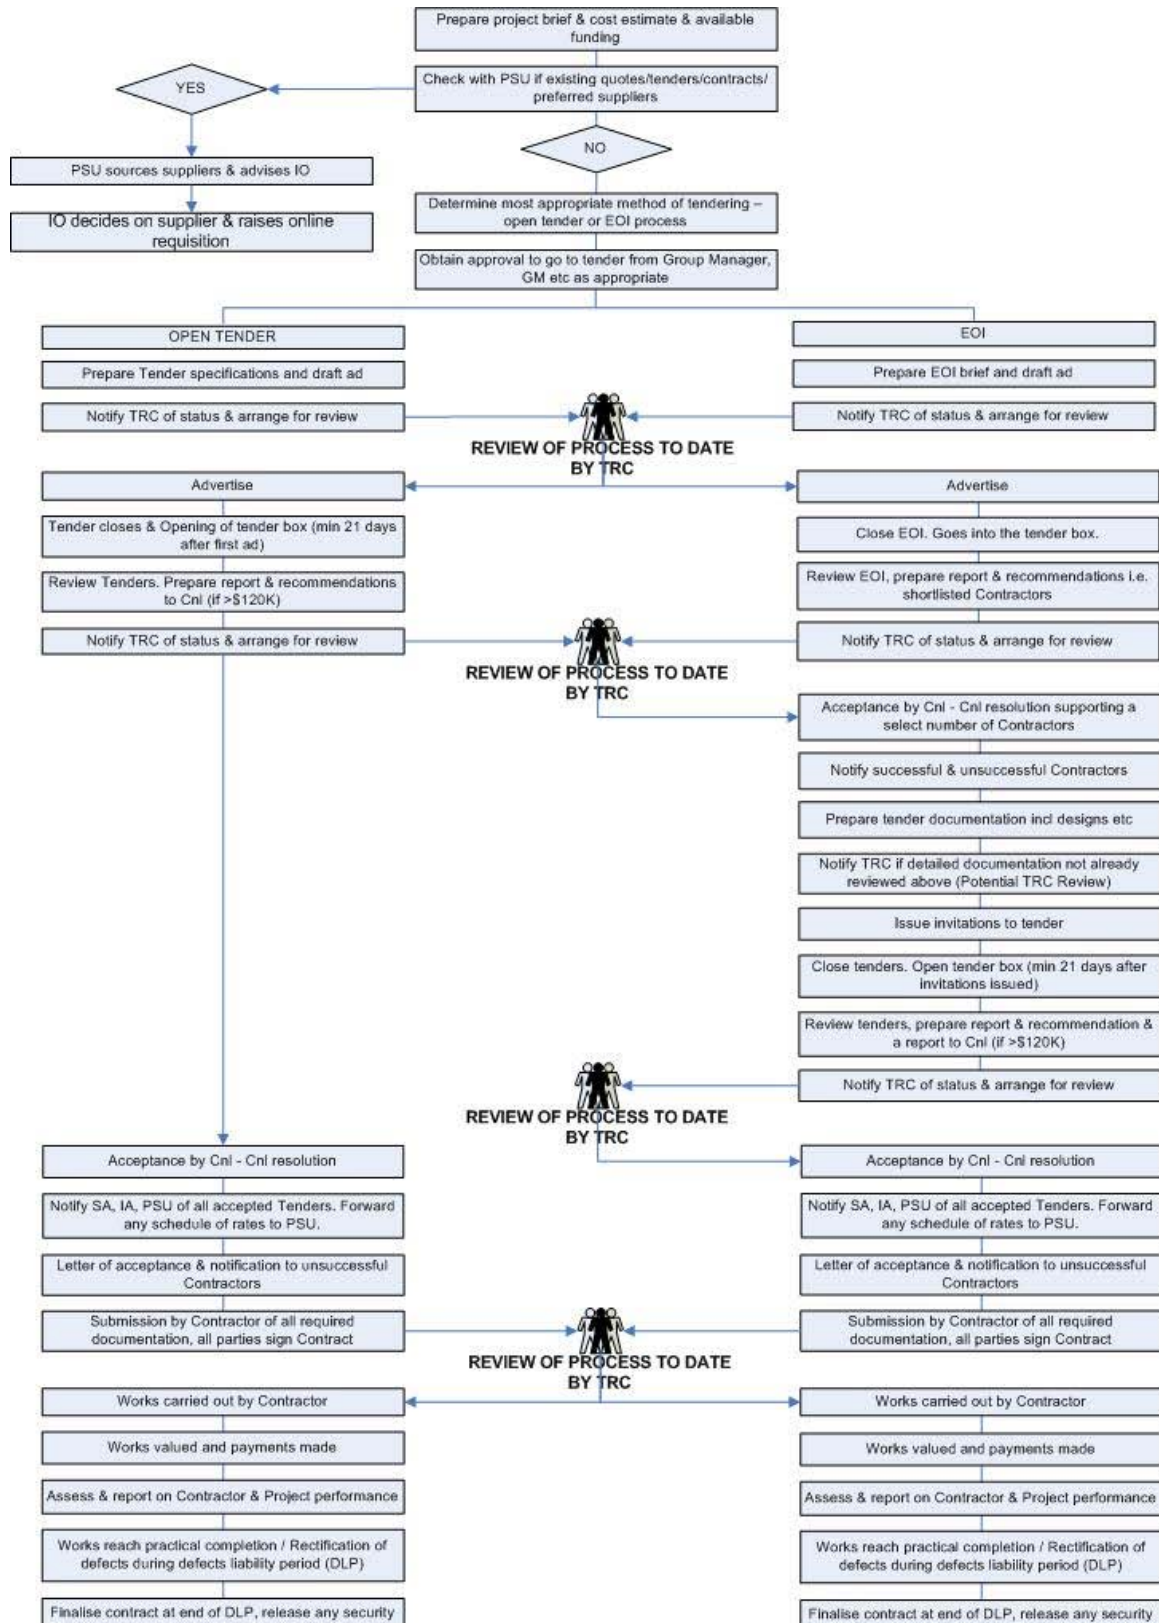 Prepare project brief & cost estimate & available
funding
Check with PSU if existing quotes/tenders/contracts/
preferred suppliers
YES
NO
PSU sources suppliers & advises IO
IO decides on supplier & raises online
requisition
Determine most appropriate method of tendering –
open tender or EOI process
Obtain approval to go to tender from Group Manager,
GM etc as appropriate
OPEN TENDER
EOI
Prepare Tender specifications and draft ad
Prepare EOI brief and draft ad
Notify TRC of status & arrange for review
Notify TRC of status & arrange for review
REVIEW OF PROCESS TO DATE
BY TRC
Advertise
Advertise
Tender closes & Opening of tender box (min 21 days
after first ad)
Close EOI. Goes into the tender box.
Review Tenders. Prepare report & recommendations
to Cnl (if >$120K)
Review EOI, prepare report & recommendations i.e.
shortlisted Contractors
Notify TRC of status & arrange for review
Notify TRC of status & arrange for review
REVIEW OF PROCESS TO DATE
BY TRC
Acceptance by Cnl - Cnl resolution supporting a
select number of Contractors
Notify successful & unsuccessful Contractors
Prepare tender documentation incl designs etc
Notify TRC if detailed documentation not already
reviewed above (Potential TRC Review)
Issue invitations to tender
Close tenders. Open tender box (min 21 days after
invitations issued)
Review tenders, prepare report & recommendation &
a report to Cnl (if >$120K)
Notify TRC of status & arrange for review
REVIEW OF PROCESS TO DATE
BY TRC
Acceptance by Cnl - Cnl resolution
Acceptance by Cnl - Cnl resolution
Notify SA, IA, PSU of all accepted Tenders. Forward
any schedule of rates to PSU.
Notify SA, IA, PSU of all accepted Tenders. Forward
any schedule of rates to PSU.
Letter of acceptance & notification to unsuccessful
Contractors
Letter of acceptance & notification to unsuccessful
Contractors
Submission by Contractor of all required
documentation, all parties sign Contract
Submission by Contractor of all required
documentation, all parties sign Contract
REVIEW OF PROCESS TO DATE
BY TRC
Works carried out by Contractor
Works carried out by Contractor
Works valued and payments made
Works valued and payments made
Assess & report on Contractor & Project performance
Assess & report on Contractor & Project performance
Works reach practical completion / Rectification of
defects during defects liability period (DLP)
Works reach practical completion / Rectification of
defects during defects liability period (DLP)
Finalise contract at end of DLP, release any security
Finalise contract at end of DLP, release any security